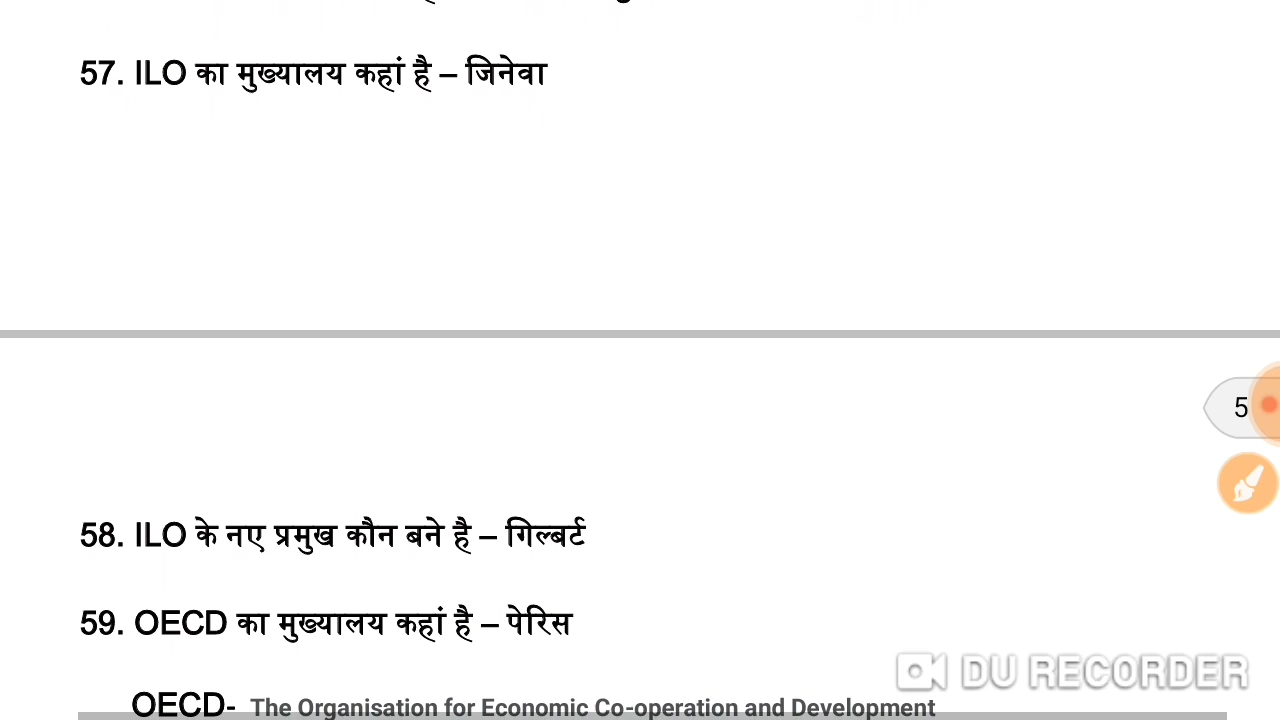 57. ILO का मुख्यालय कहां है – जिनेवा
5
58. ILO के नए प्रमुख कौन बने है – गिल्बर्ट
59. OECD का मुख्यालय कहां है – पेरिस
DU RECORDER
OECD- The Organisation for Economic Co-operation and Development